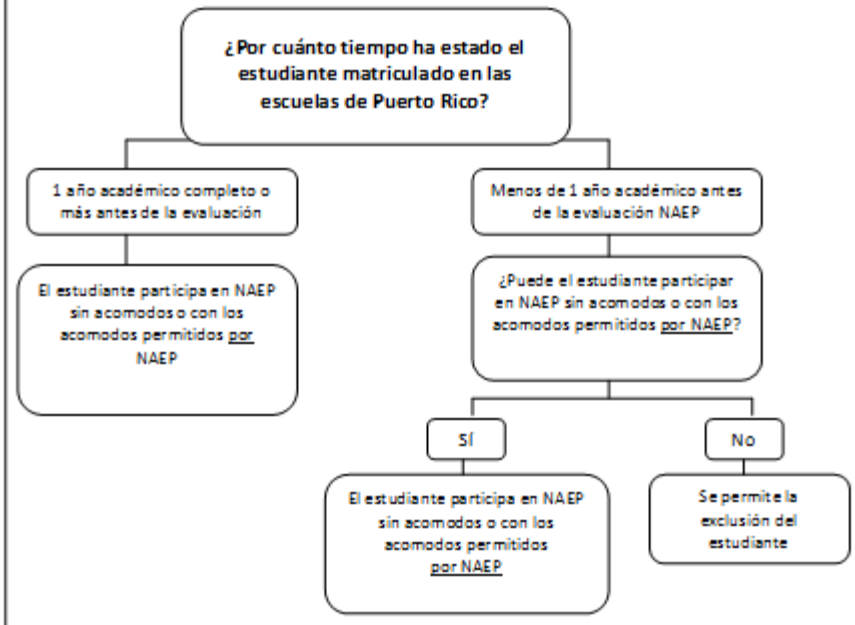 ¿Por cuánto tiempo ha estado el
estudiante matriculado en las
escuelas de Puerto Rico?
1 año académico completo o
más antes de la evaluación
Menos de 1 año académico antes
de la evaluación NAEP
El estudiante participa en NAEP
sin acomodos o con los
acomodos permitidos por
NAEP
¿Puede el estudiante participar
en NAEP sin acomodos o con los
acomodos permitidos por NAEP?
Sí
No
El estudiante participa en NAEP
sin acomodos o con los
acomodos permitidos
por NAEP
Se permite la
exclusión del
estudiante